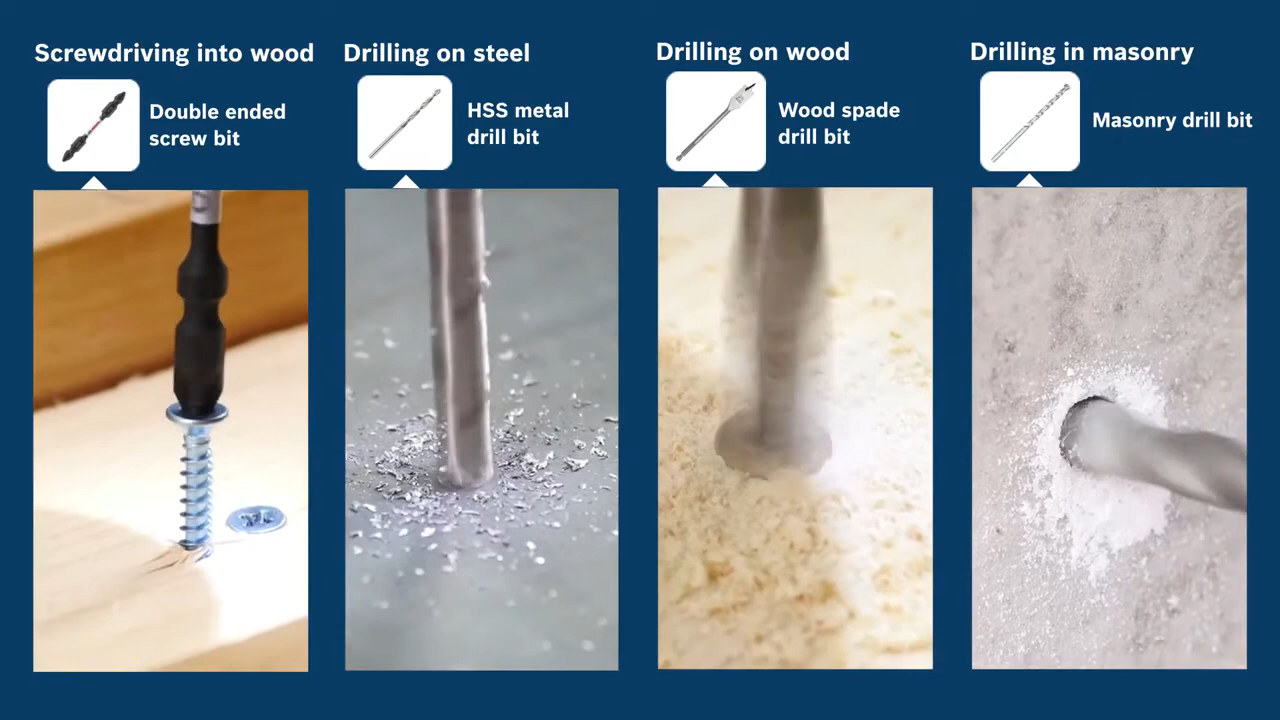 Screwdriving into wood
Double ended
screw bit
Drilling on steel
HSS metal
drill bit
Drilling on wood
Wood spade
drill bit
Drilling in masonry
Masonry drill bit